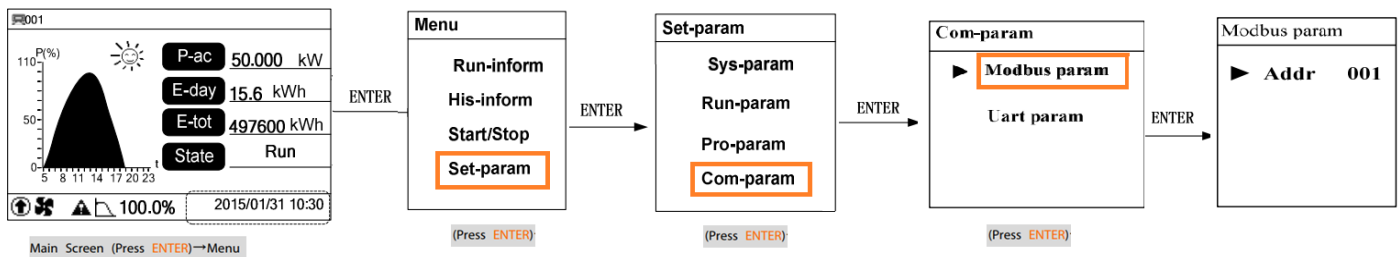 001
P(%)
110
50
0
5 8 11 14 17 20 23 t
P-ac 50.000 kW
E-day 15.6 kWh
E-tot 497600 kWh
State Run
100.0% 2015/01/31 10:30
Main Screen (Press ENTER)→Menu
ENTER
Menu
Run-inform
His-inform
Start/Stop
Set-param
(Press ENTER)
ENTER
Set-param
Sys-param
Run-param
Pro-param
Com-param
(Press ENTER)
ENTER
Com-param
Modbus param
Uart param
(Press ENTER)
ENTER
Modbus param
Addr 001